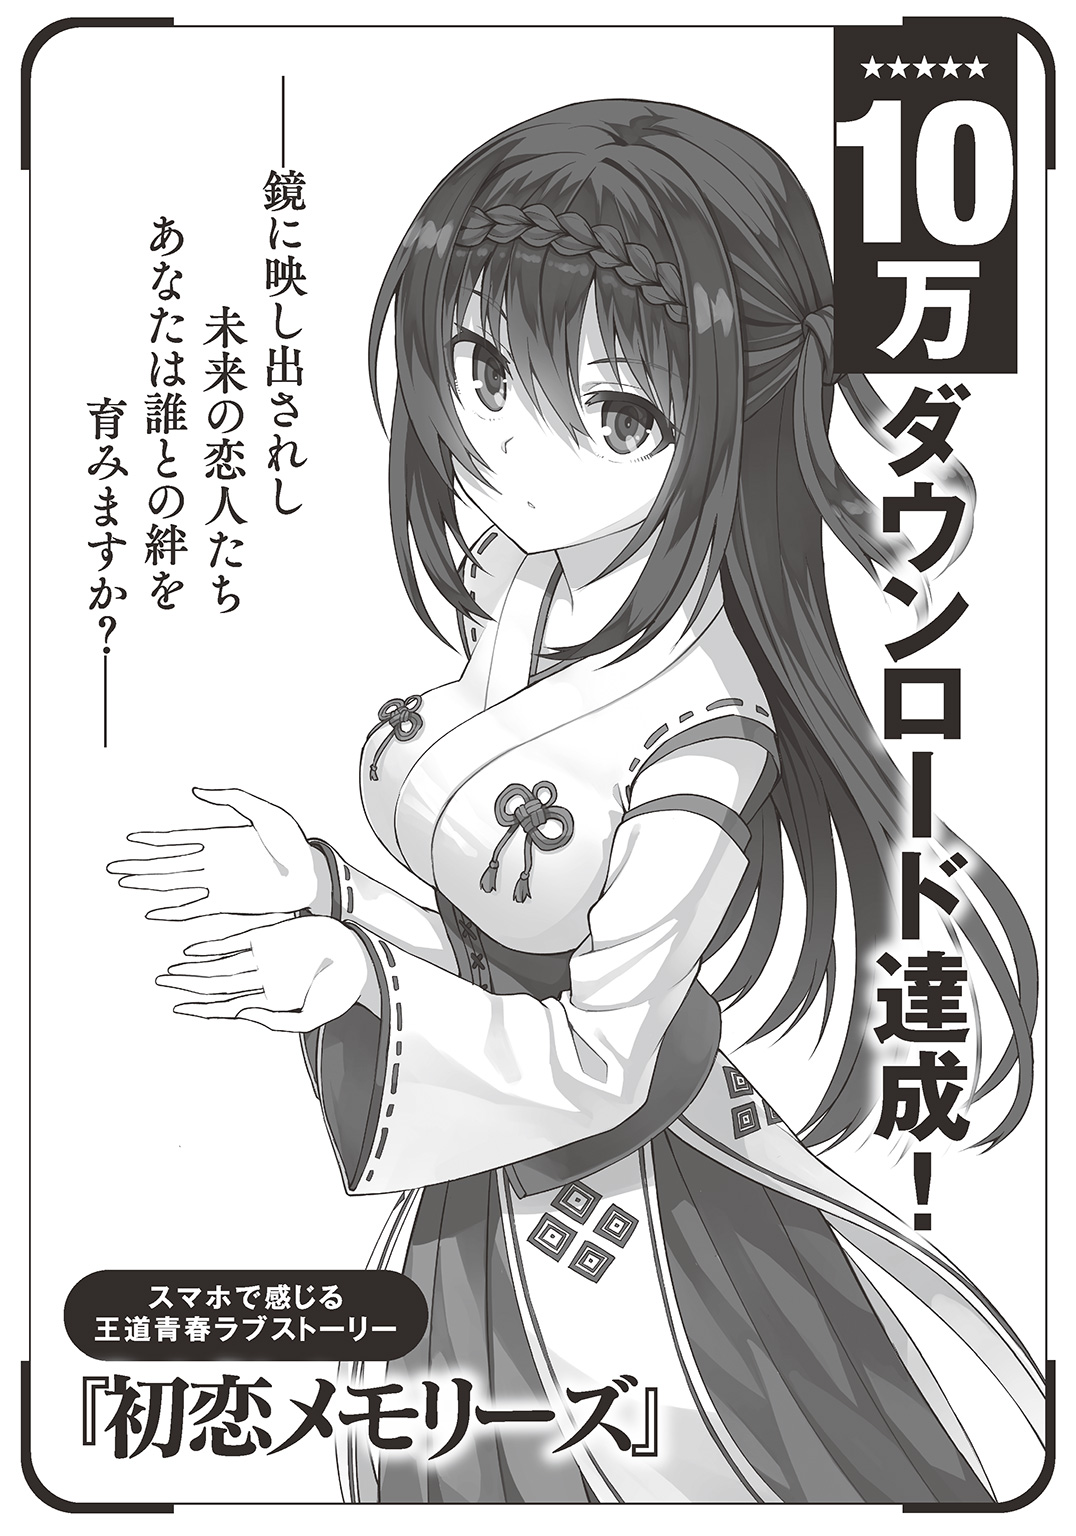 ★★★★★
10万ダウンロード達成！
――鏡に映し出されし
未来の恋人たち
あなたは誰との絆を
育みますか？――
スマホで感じる
王道青春ラブストーリー
『初恋メモリーズ』